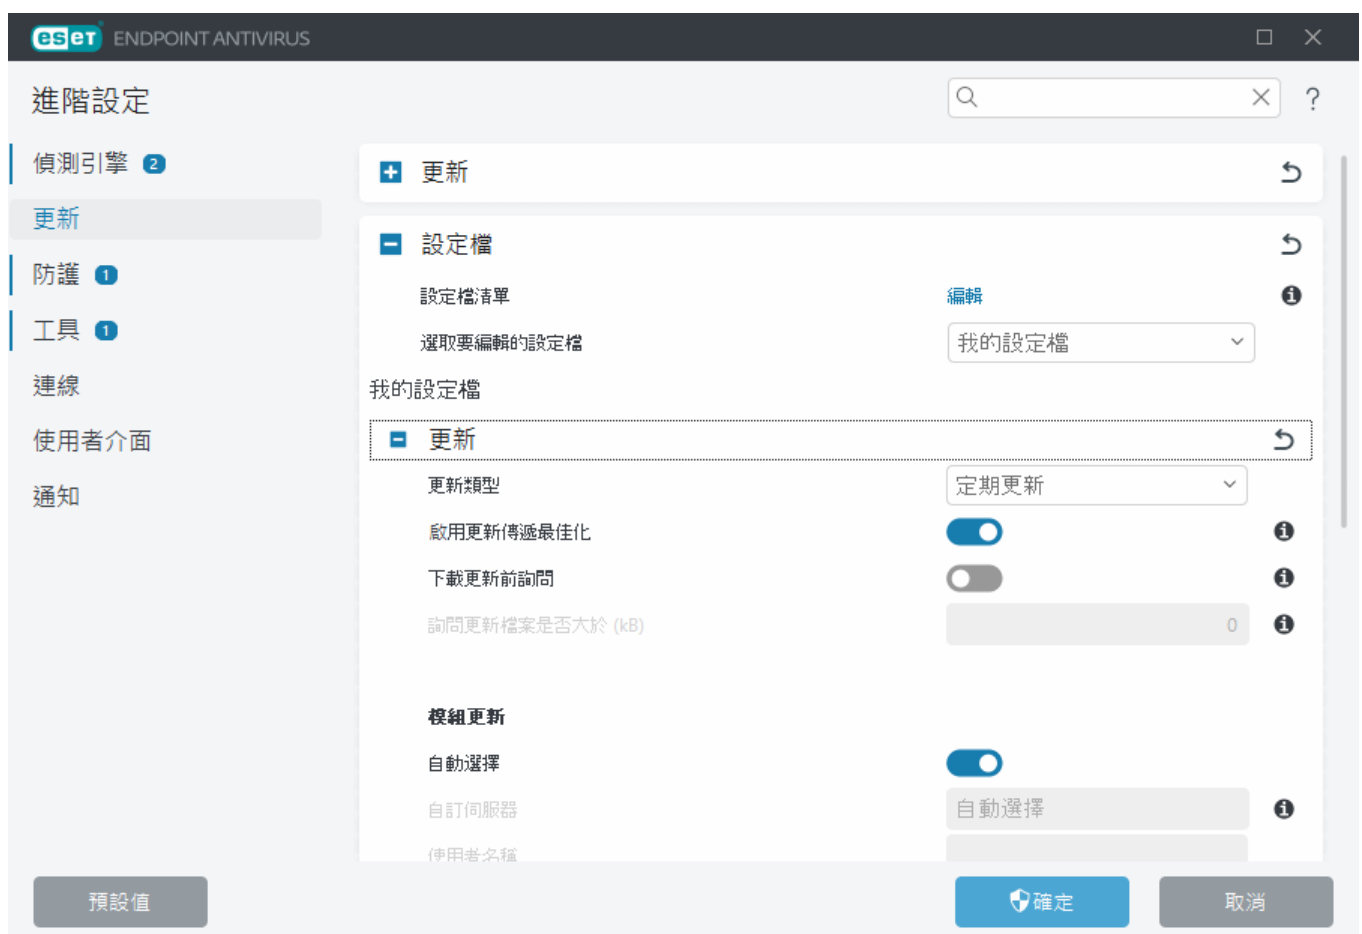 eset ENDPOINT ANTIVIRUS
進階設定
?
偵測引擎 2
更新
防護 1
工具 1
連線
使用者介面
通知
更新
設定檔
設定檔清單 編輯
選取要編輯的設定檔 我的設定檔
我的設定檔
更新
更新類型 定期更新
啟用更新傳遞最佳化
下載更新前詢問
詢問更新檔案是否大於 (kB) 0
模組更新
自動選擇
自訂伺服器 自動選擇
使用者名稱
預設值 確定 取消